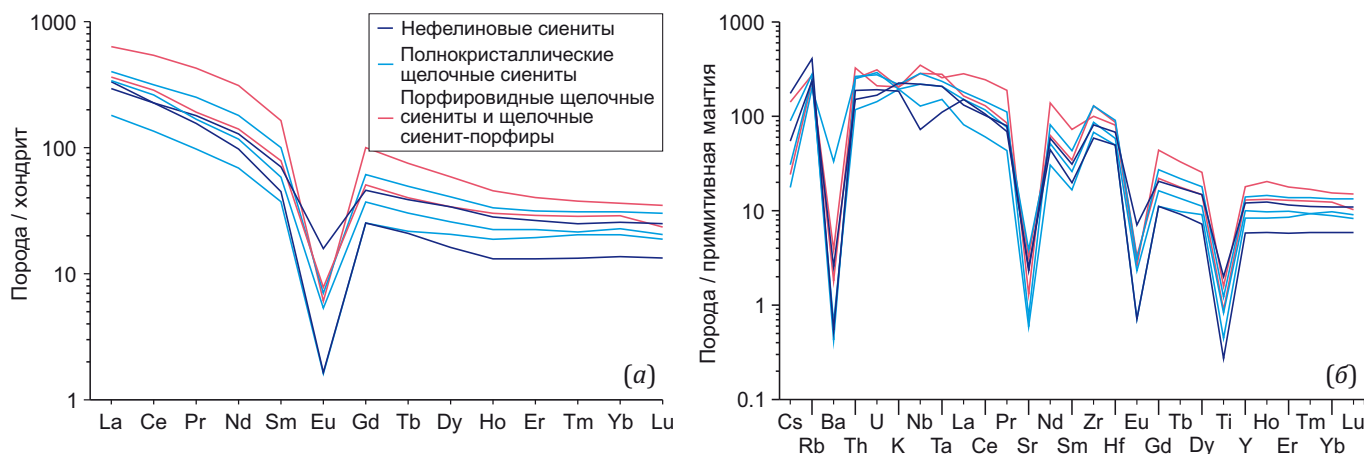 Порода / хондрит
1000
100
10
1
La Ce Pr Nd Sm Eu Gd Tb Dy Ho Er Tm Yb Lu
Нефелиновые сиениты
Полнокристаллические
щелочные сиениты
Порфировидные щелочные
сиениты и щелочные
сиенит-порфиры
(а)
Порода / примитивная мантия
1000
100
10
1
0.1
Cs Ba U Nb La Pr Nd Zr Eu Tb Ti Ho Tm Lu
Rb Th K Ta Ce Sr Sm Hf Gd Dy Y Er Yb
(б)